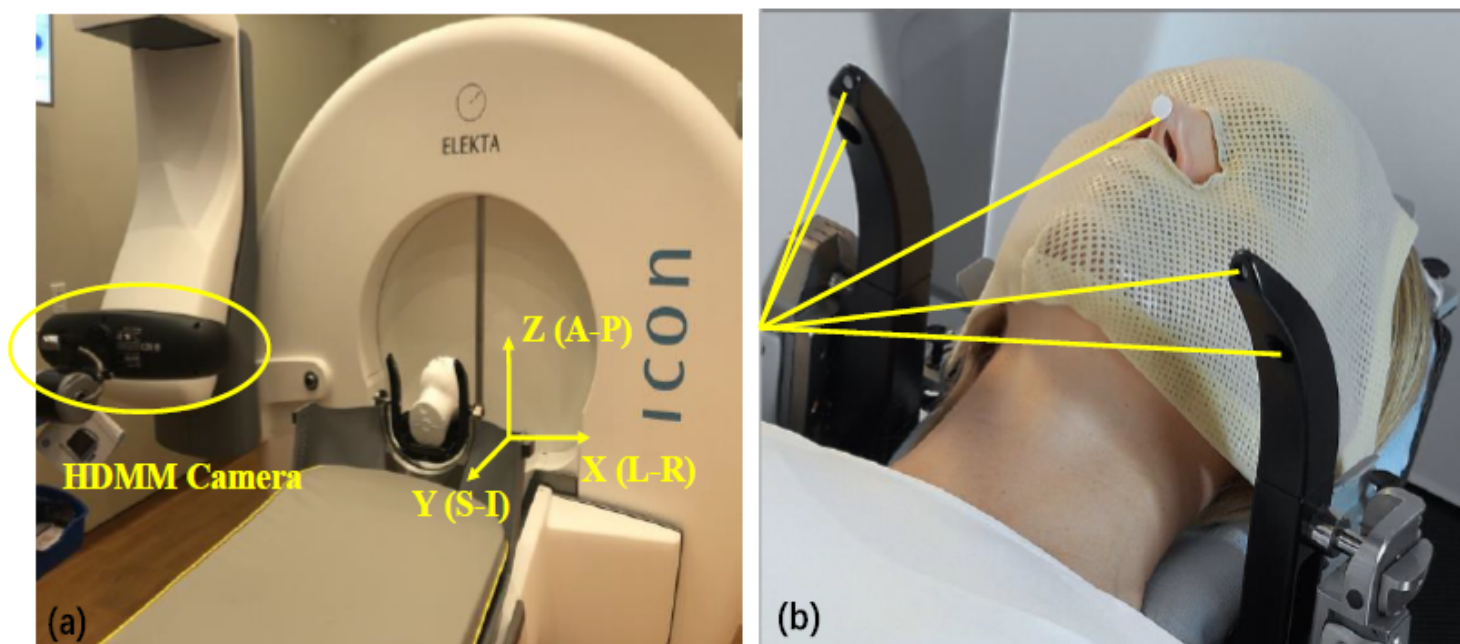 ELEKTA
icon
Z (A-P)
X (L-R)
Y (S-I)
HDMM Camera
(a)
(b)